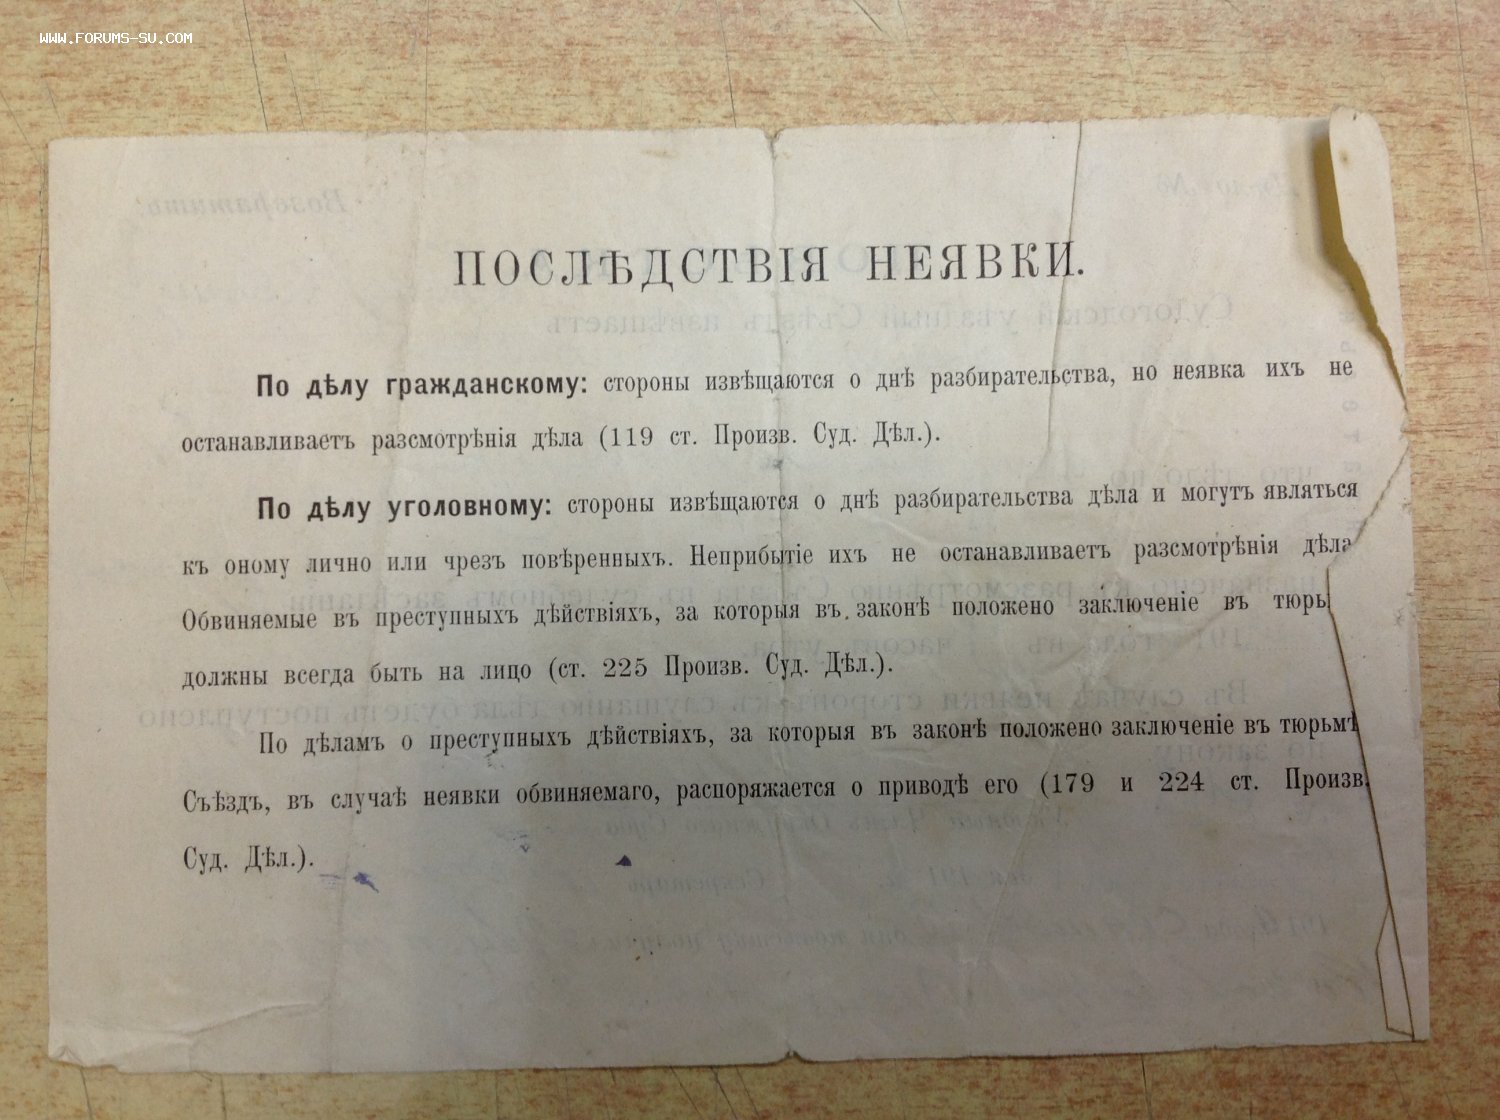 WWW.FORUMS-SU.COM
ПОСЛѢДСТВІЯ НЕЯВКИ.
По дѣлу гражданскому: стороны извѣщаются о днѣ разбирательства, но неявка ихъ не
останавливаетъ разсмотрѣнія дѣла (119 ст. Произв. Суд. Дѣл.).
По дѣлу уголовному: стороны извѣщаются о днѣ разбирательства дѣла и могутъ являться
къ оному лично или чрезъ повѣренныхъ. Неприбытіе ихъ не останавливаетъ разсмотрѣнія дѣла
Обвиняемые въ преступныхъ дѣйствіяхъ, за которыя въ законѣ положено заключеніе въ
должны всегда быть на лицо (ст. 225 Произв. Суд. Дѣл.).
По дѣламъ о преступныхъ дѣйствіяхъ, за которыя въ законѣ положено заключеніе въ тюрьмѣ
Съѣздъ, въ случаѣ неявки обвиняемаго, распоряжается о приводѣ его (179 и 224 ст. Произв.
Суд. Дѣл.).